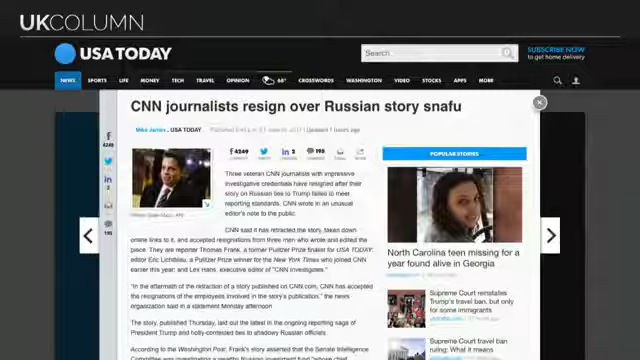 UKCOLUMN
USA TODAY
Search
SUBSCRIBE NOW
to get home delivery
NEWS SPORTS LIFE MONEY TECH TRAVEL OPINION 68° CROSSWORDS WASHINGTON VIDEO STOCKS APPS MORE
CNN journalists resign over Russian story snafu
Mike James, USA TODAY
4249
2
195
4249 2 195
Three veteran CNN journalists with impressive
investigative credentials have resigned after their
story on Russian ties to Trump failed to meet
reporting standards, CNN wrote in an unusual
editor's note to the public.
CNN said it has retracted the story, taken down
online links to it, and accepted resignations from three men who wrote and edited the
piece. They are reporter Thomas Frank, a former Pulitzer Prize finalist for USA TODAY;
editor Eric Lichtblau, a Pulitzer Prize winner for the New York Times who joined CNN
earlier this year; and Lex Haris, executive editor of "CNN Investigates."
"In the aftermath of the retraction of a story published on CNN.com, CNN has accepted
the resignations of the employees involved in the story's publication," the news
organization said in a statement Monday afternoon
The story, published Thursday, laid out the latest in the ongoing reporting saga of
President Trump and hotly-contested ties to shadowy Russian officials.
According to the Washington Post, Frank's story asserted that the Senate Intelligence
POPULAR STORIES
North Carolina teen missing for a
year found alive in Georgia
Supreme Court reinstates
Trump's travel ban, but only
for some immigrants
Supreme Court travel ban
ruling: What it means